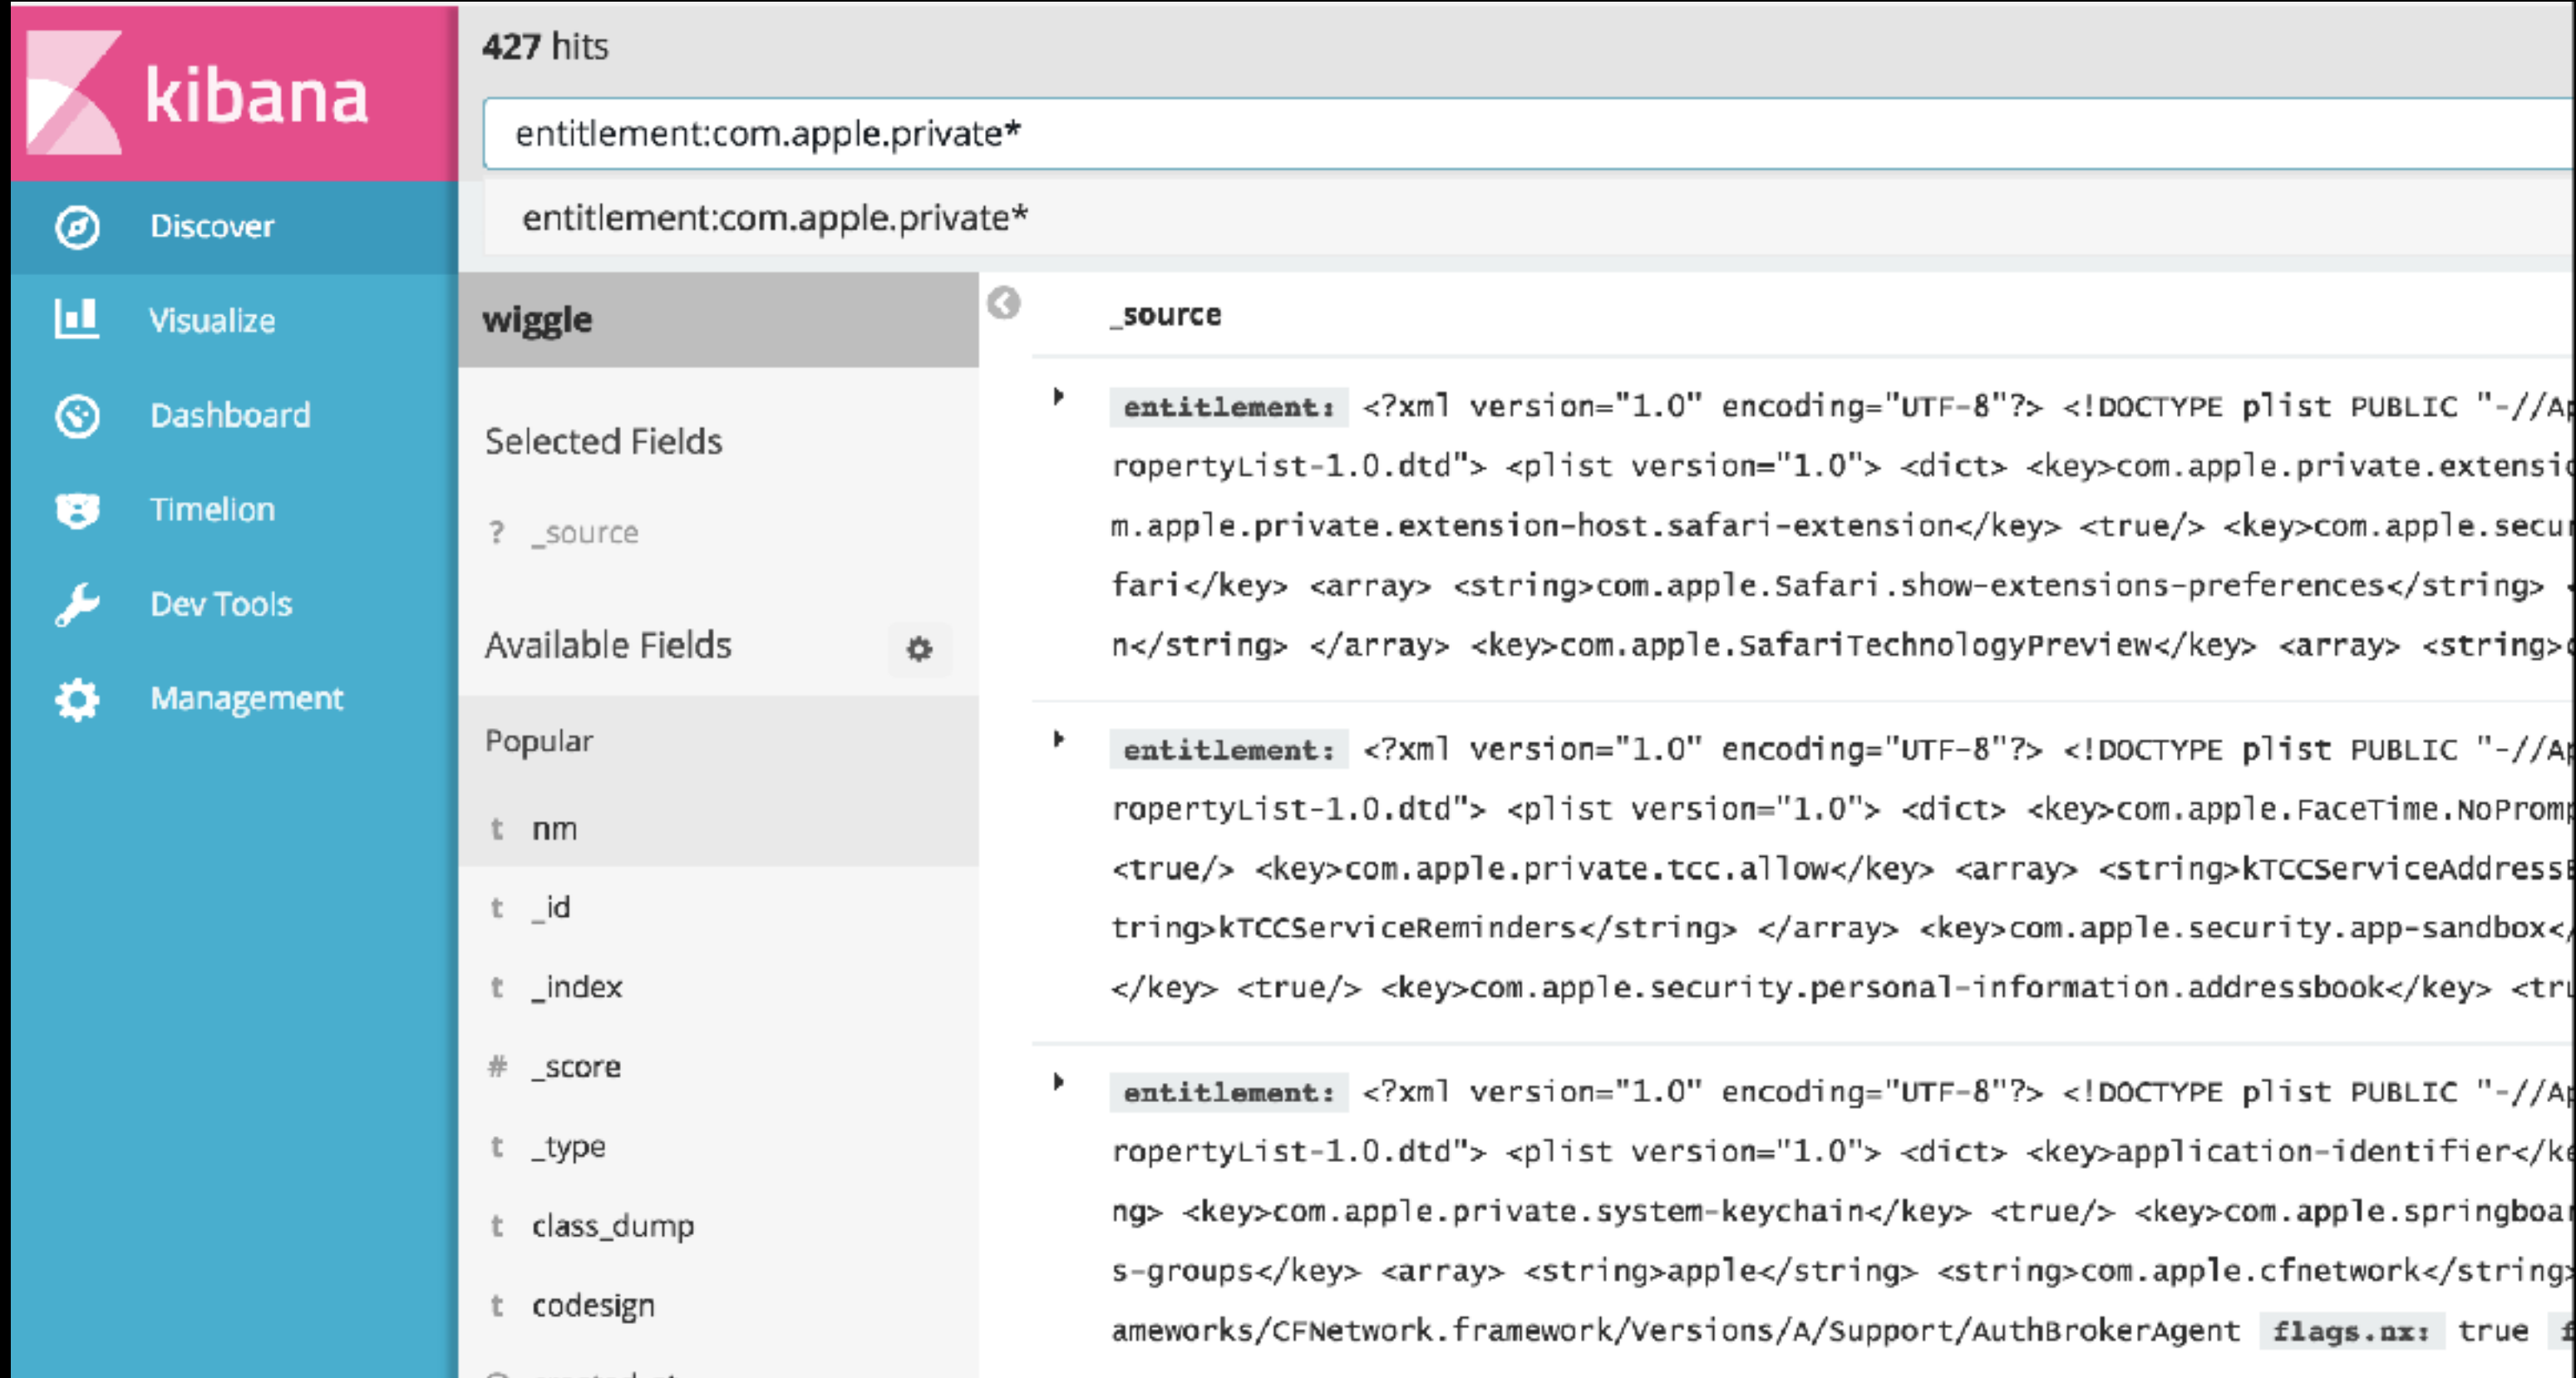 kibana
Discover
Visualize
Dashboard
Timelion
Dev Tools
Management
427 hits
entitlement:com.apple.private*
entitlement:com.apple.private*
wiggle
Selected Fields
? _source
Available Fields
Popular
t nm
t _id
t _index
# _score
t _type
t class_dump
t codesign
_source
entitlement: <?xml version="1.0" encoding="UTF-8"?> <!DOCTYPE plist PUBLIC "-//Ap
ropertyList-1.0.dtd"> <plist version="1.0"> <dict> <key>com.apple.private.extensio
m.apple.private.extension-host.safari-extension</key> <true/> <key>com.apple.secur
fari</key> <array> <string>com.apple.Safari.show-extensions-preferences</string> <
n</string> </array> <key>com.apple.SafariTechnologyPreview</key> <array> <string>c
entitlement: <?xml version="1.0" encoding="UTF-8"?> <!DOCTYPE plist PUBLIC "-//Ap
ropertyList-1.0.dtd"> <plist version="1.0"> <dict> <key>com.apple.FaceTime.NoPromp
<true/> <key>com.apple.private.tcc.allow</key> <array> <string>kTCCServiceAddressB
tring>kTCCServiceReminders</string> </array> <key>com.apple.security.app-sandbox</
</key> <true/> <key>com.apple.security.personal-information.addressbook</key> <tru
entitlement: <?xml version="1.0" encoding="UTF-8"?> <!DOCTYPE plist PUBLIC "-//Ap
ropertyList-1.0.dtd"> <plist version="1.0"> <dict> <key>application-identifier</ke
ng> <key>com.apple.private.system-keychain</key> <true/> <key>com.apple.springboar
s-groups</key> <array> <string>apple</string> <string>com.apple.cfnetwork</string>
ameworks/CFNetwork.framework/Versions/A/Support/AuthBrokerAgent flags.nx: true f